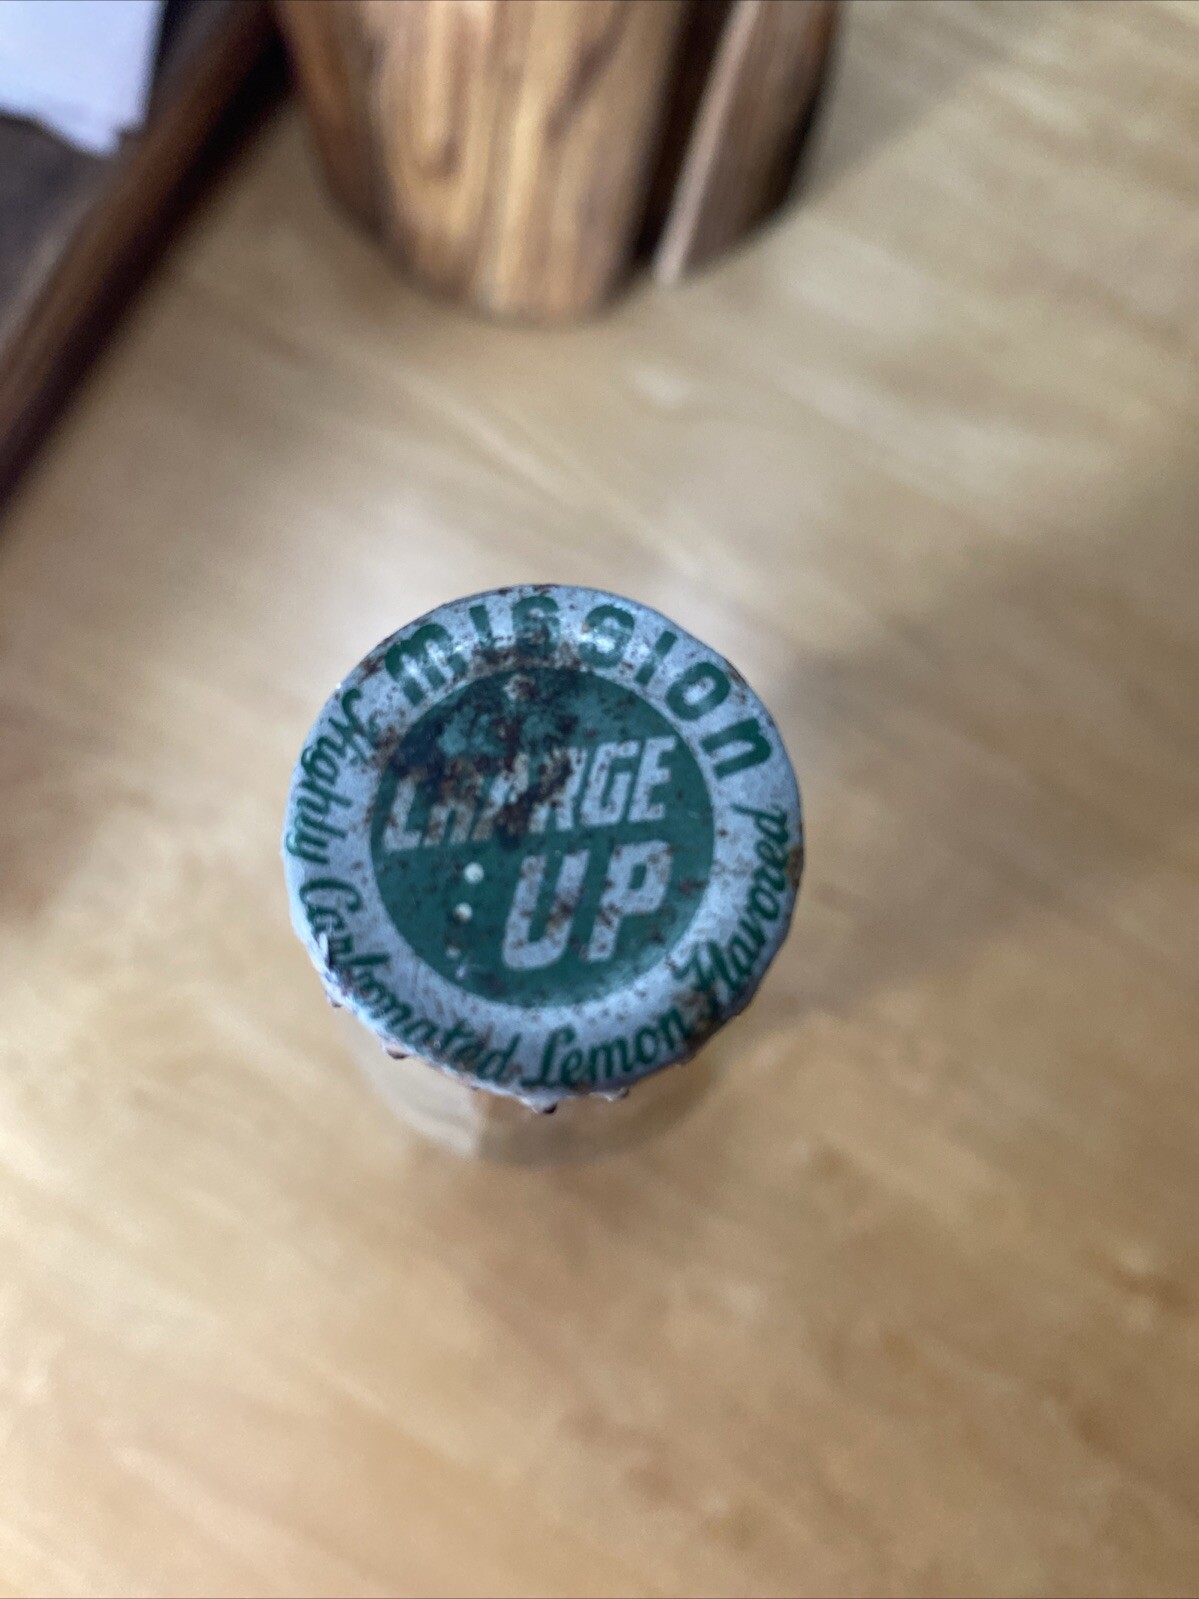 mission
CHARGE
UP
Highly Carbonated Lemon Flavored